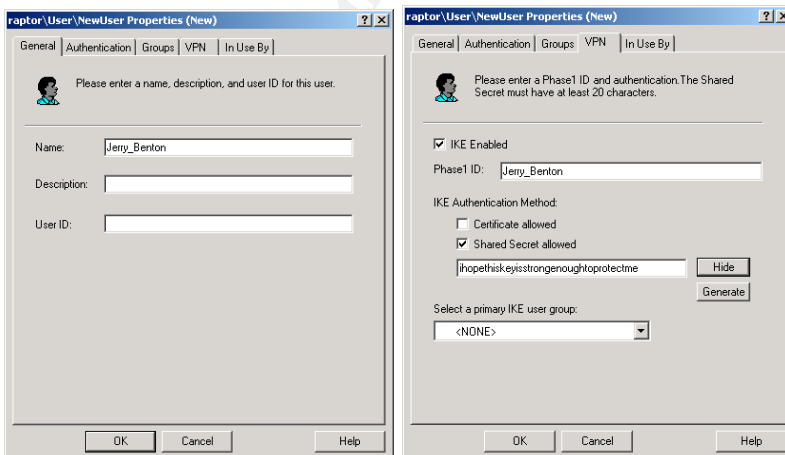 raptor\User\NewUser Properties (New)
General Authentication Groups VPN In Use By
Please enter a name, description, and user ID for this user.
Name: Jerry_Benton
Description:
User ID:
OK Cancel Help
raptor\User\NewUser Properties (New)
General Authentication Groups VPN In Use By
Please enter a Phase1 ID and authentication.The Shared
Secret must have at least 20 characters.
IKE Enabled
Phase1 ID: Jerry_Benton
IKE Authentication Method:
Certificate allowed
Shared Secret allowed
ihopethiskeyisstrongenoughtoprotectme Hide
Generate
Select a primary IKE user group:
<NONE>
OK Cancel Help